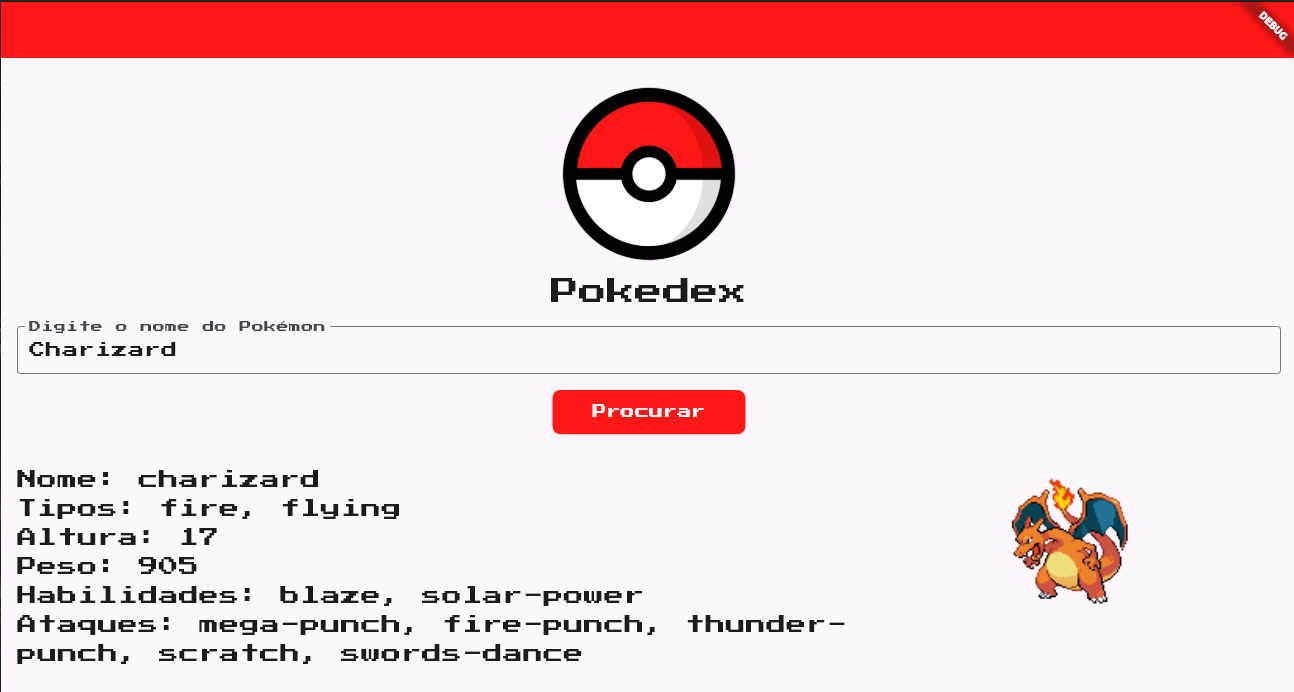 DEBUG
Pokedex
Digite o nome do Pokémon
Charizard
Procurar
Nome: charizard
Tipos: fire, flying
Altura: 17
Peso: 905
Habilidades: blaze, solar-power
Ataques: mega-punch, fire-punch, thunder-
punch, scratch, swords-dance